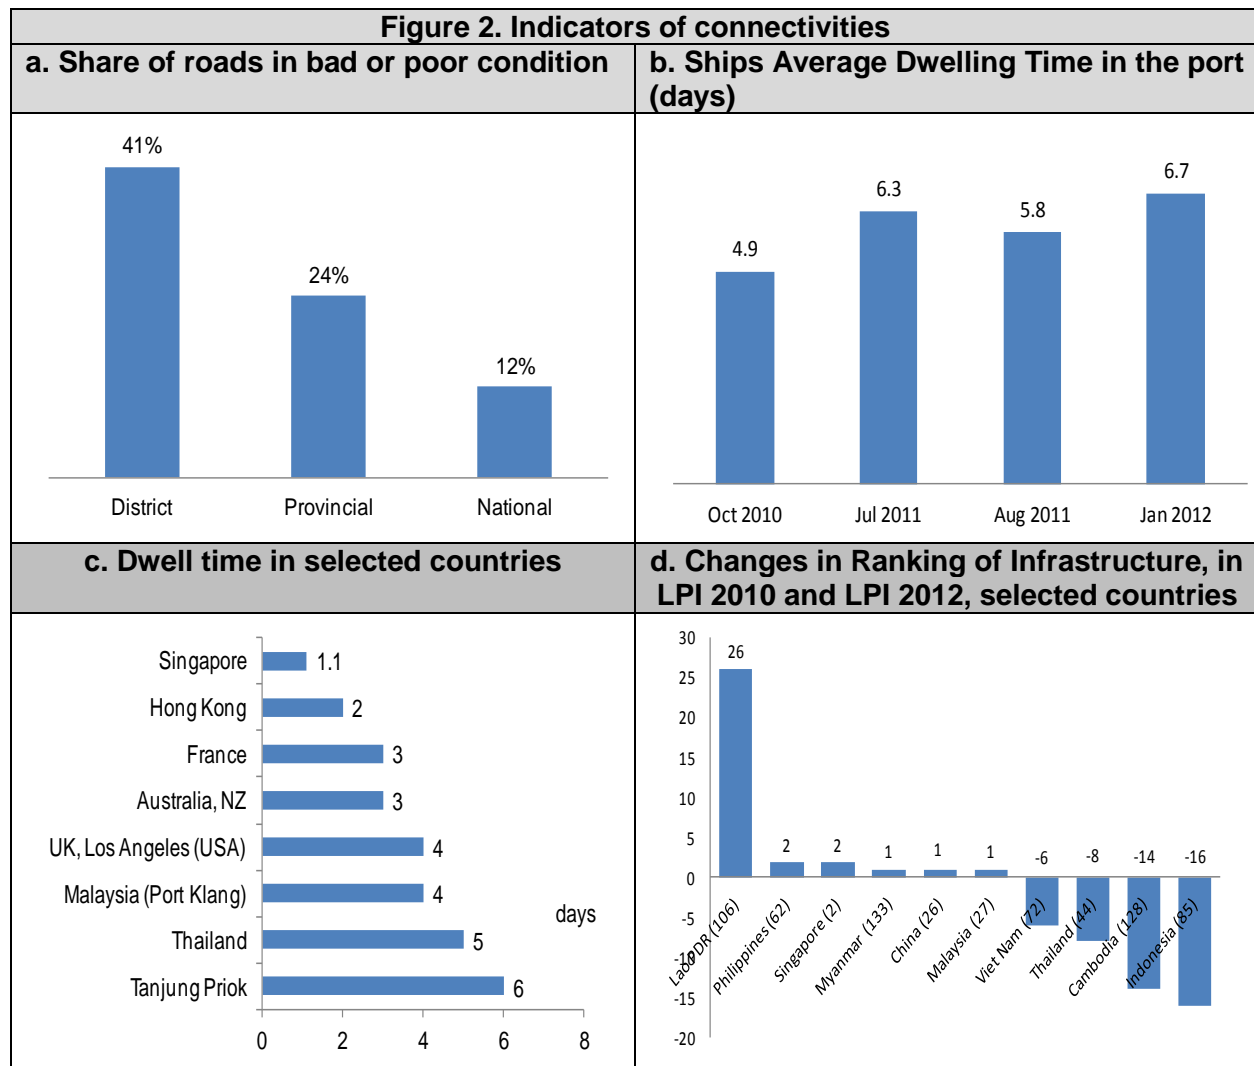 Figure 2. Indicators of connectivities
a. Share of roads in bad or poor condition
b. Ships Average Dwelling Time in the port
(days)
41%
24%
12%
District Provincial National
4.9
6.3
5.8
6.7
Oct 2010 Jul 2011 Aug 2011 Jan 2012
c. Dwell time in selected countries
d. Changes in Ranking of Infrastructure, in
LPI 2010 and LPI 2012, selected countries
Singapore 1.1
Hong Kong 2
France 3
Australia, NZ 3
UK, Los Angeles (USA) 4
Malaysia (Port Klang) 4
days
Thailand 5
Tanjung Priok 6
0 2 4 6 8
30
25
20
15
10
5
0
-5
-10
-15
-20
26 2 2 1 1 1 -6 -8 -14 -16
Lao PDR (106)
Philippines (62)
Singapore (2)
Myanmar (133)
China (26)
Malaysia (27)
Viet Nam (72)
Thailand (44)
Cambodia (128)
Indonesia (85)